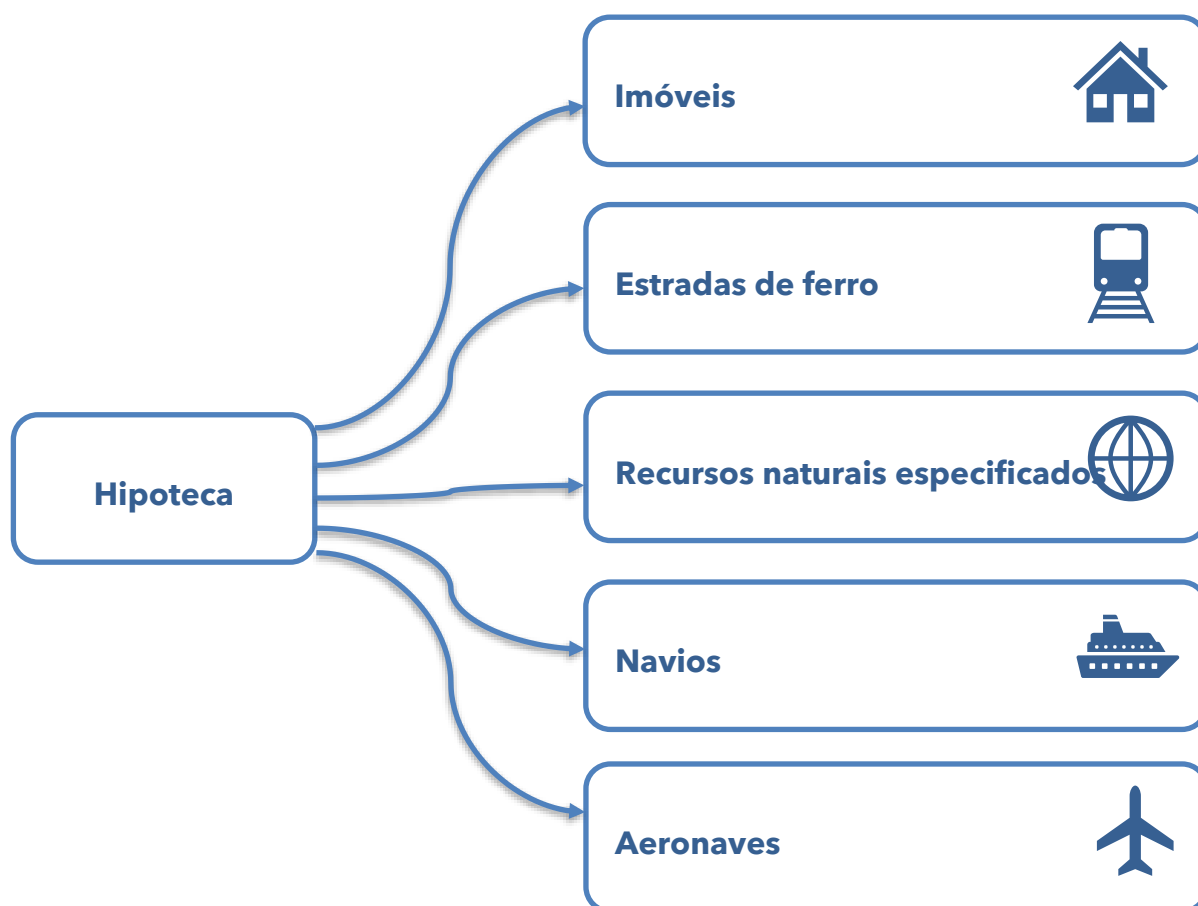 Imóveis
Estradas de ferro
Recursos naturais especificados
Hipoteca
Navios
Aeronaves